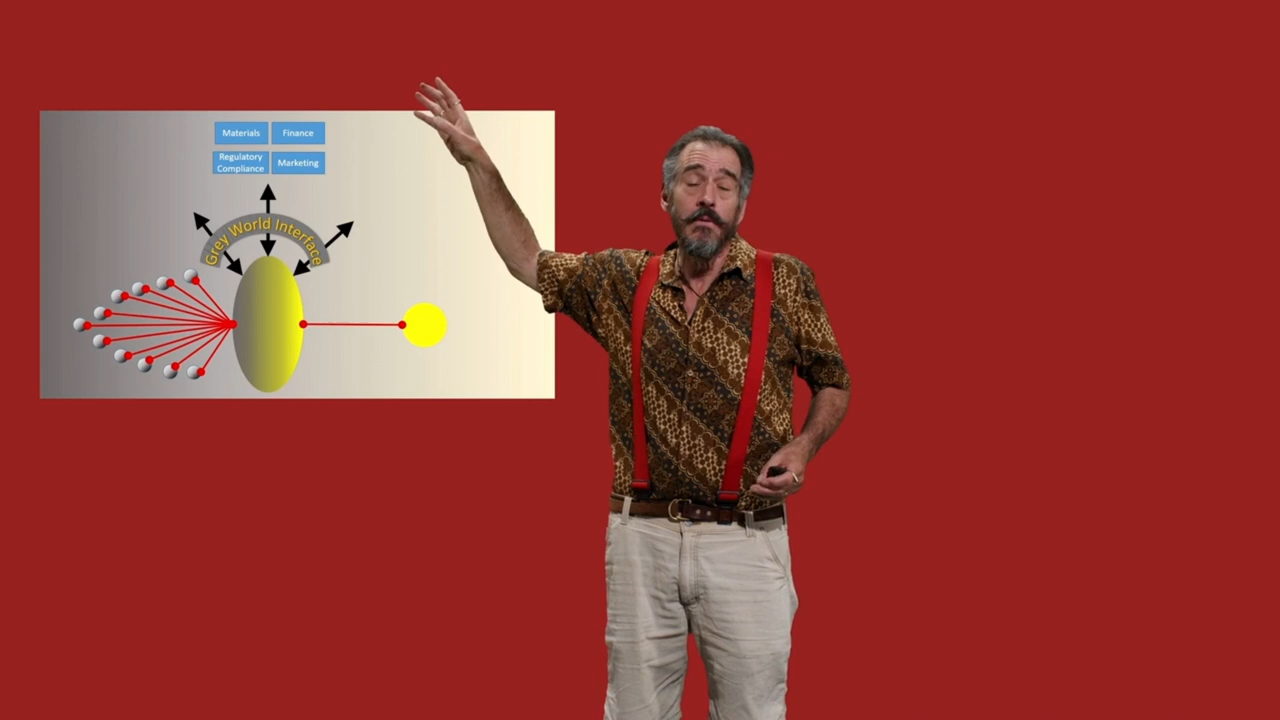 Materials
Finance
Regulatory
Compliance
Marketing
Grey World Interface